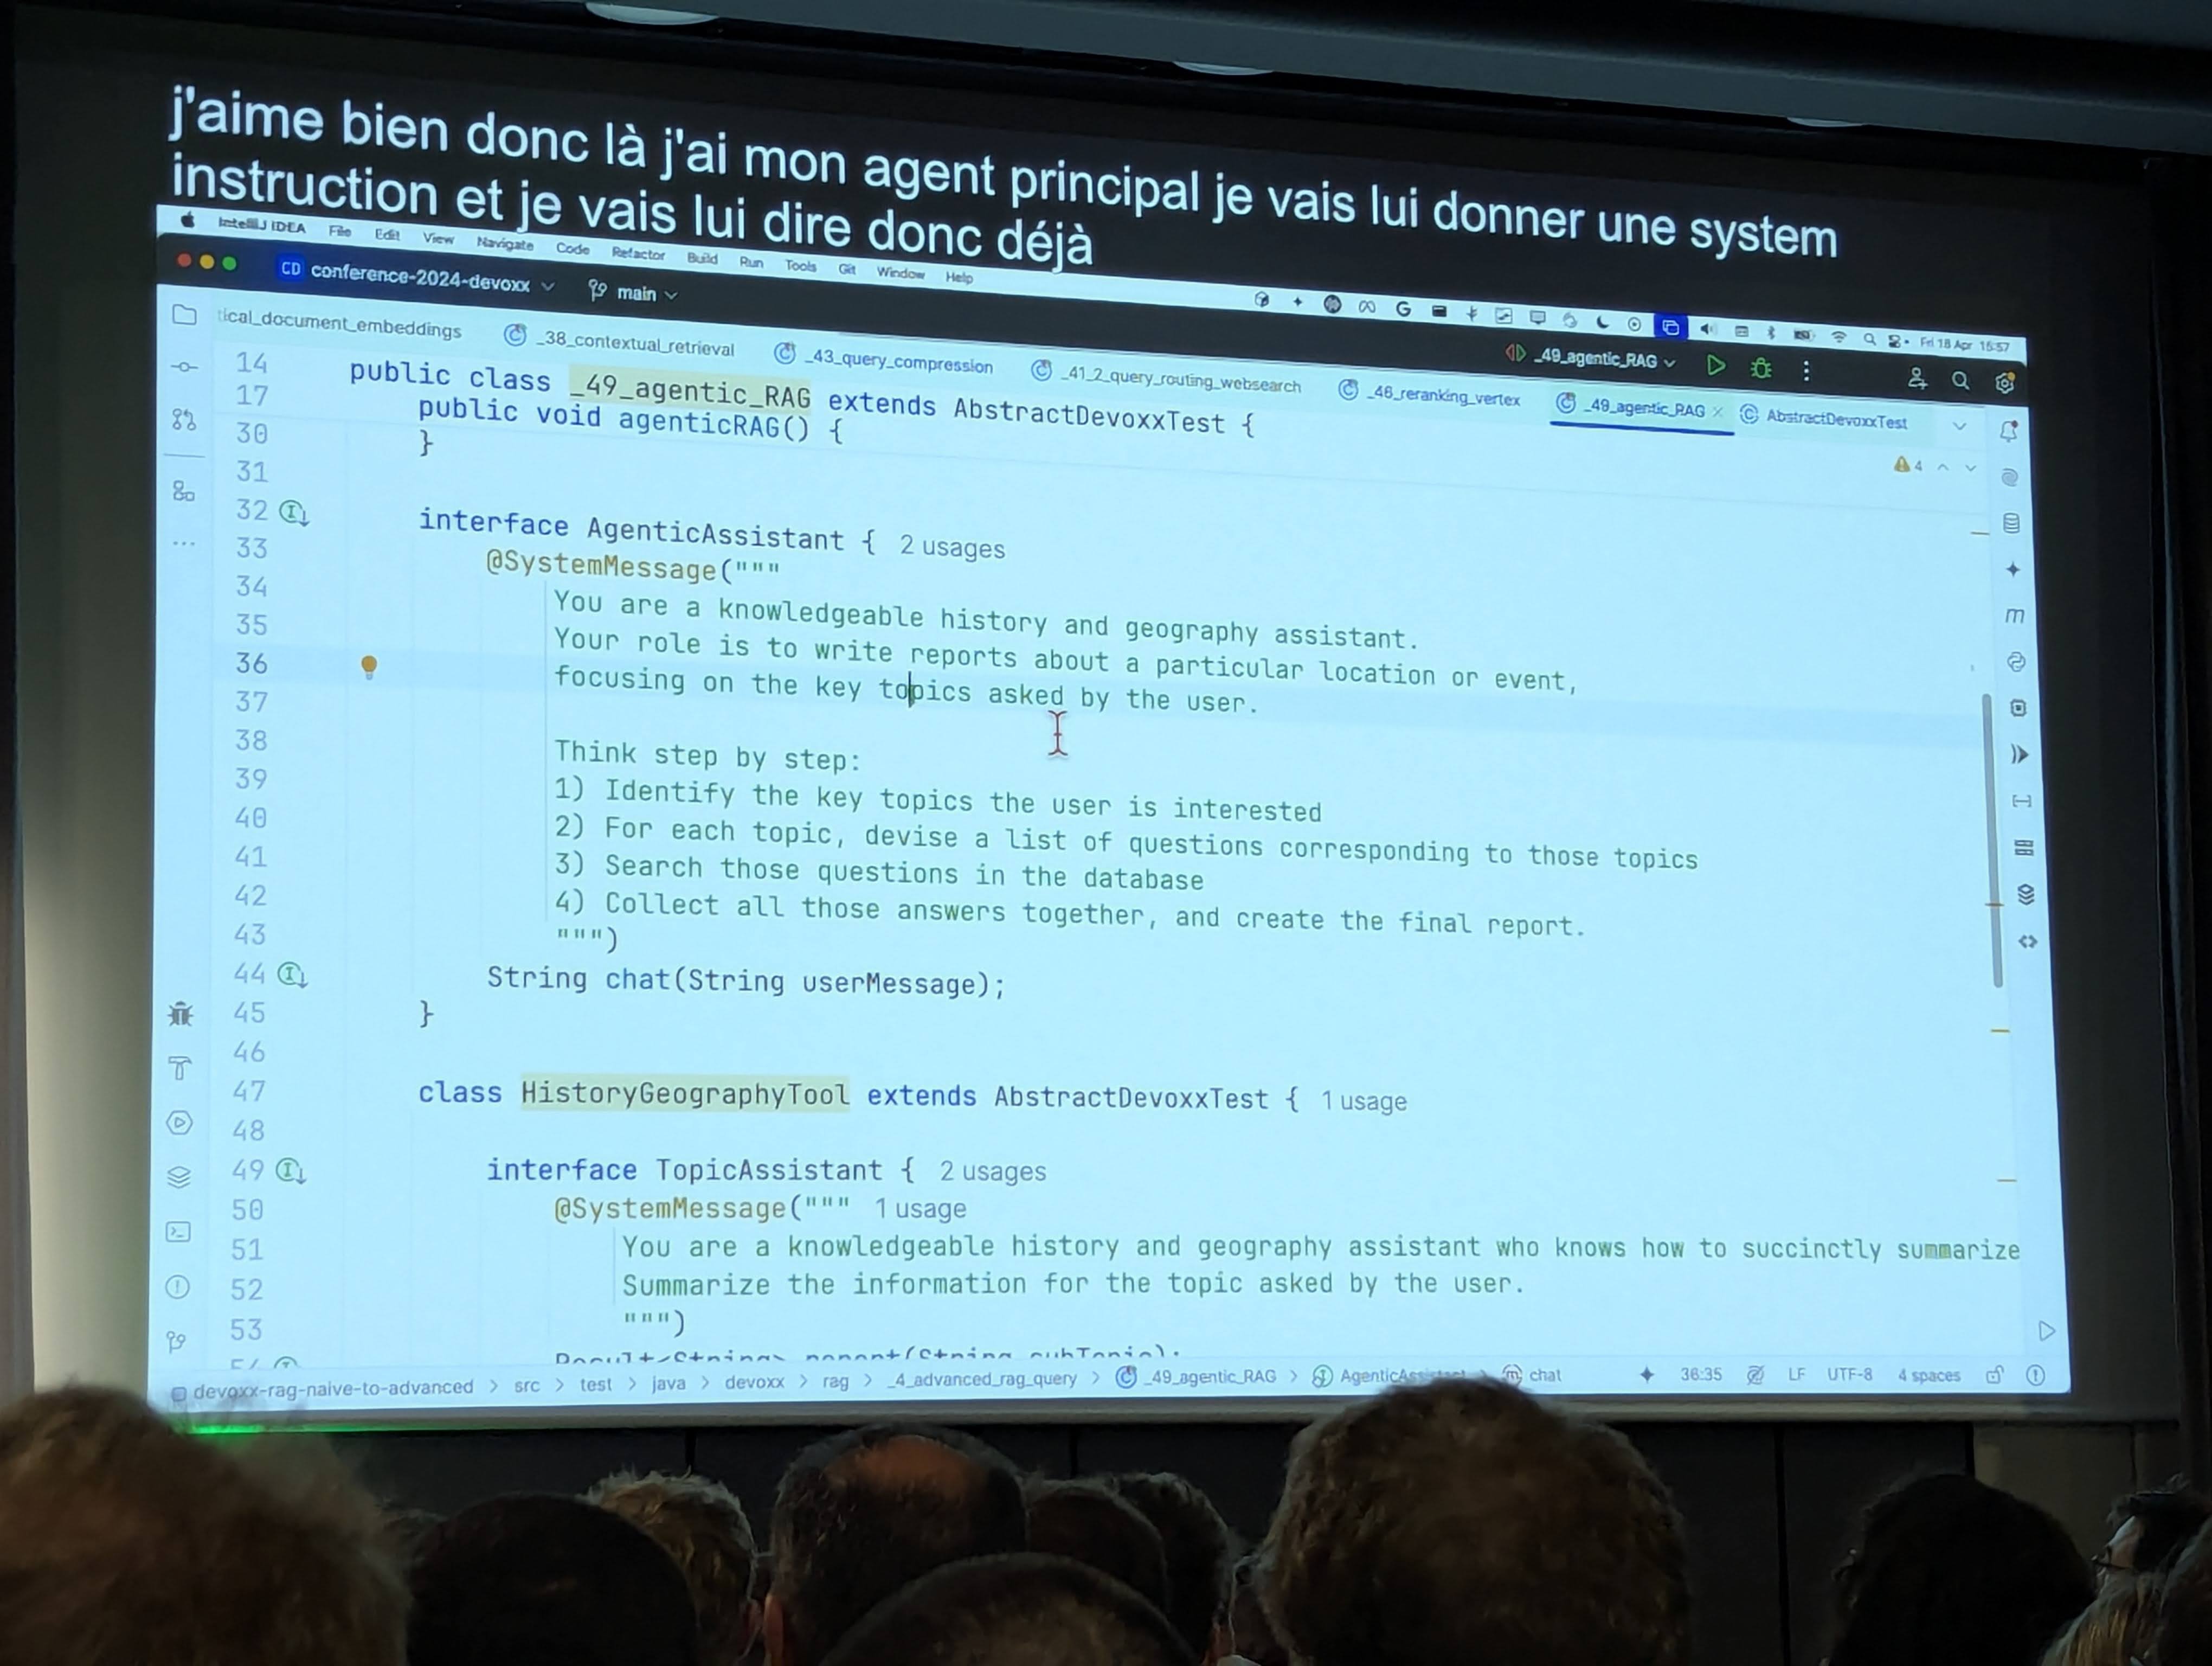 j'aime bien donc là j'ai mon agent principal je vais lui donner une system
instruction et je vais lui dire donc déjà
IntelliJ IDEA File Edit View Navigate Code Refactor Build Run Tools Git Window Help
Fri 18 Apr 15:57
CD conference-2024-devoxx main
_49_agentic_RAG
tical_document_embeddings _38_contextual_retrieval _43_query_compression _41_2_query_routing_websearch _46_reranking_vertex _49_agentic_RAG AbstractDevoxxTest
4
14 public class _49_agentic_RAG extends AbstractDevoxxTest {
17 public void agenticRAG() {
30 }
31
32 interface AgenticAssistant { 2 usages
33 @SystemMessage("""
34 You are a knowledgeable history and geography assistant.
35 Your role is to write reports about a particular location or event,
36 focusing on the key topics asked by the user.
37
38 Think step by step:
39 1) Identify the key topics the user is interested
40 2) For each topic, devise a list of questions corresponding to those topics
41 3) Search those questions in the database
42 4) Collect all those answers together, and create the final report.
43 """)
44 String chat(String userMessage);
45 }
46
47 class HistoryGeographyTool extends AbstractDevoxxTest { 1 usage
48
49 interface TopicAssistant { 2 usages
50 @SystemMessage(""" 1 usage
51 You are a knowledgeable history and geography assistant who knows how to succinctly summarize
52 Summarize the information for the topic asked by the user.
53 """)
devoxx-rag-naive-to-advanced > src > test > java > devoxx > rag > _4_advanced_rag_query > _49_agentic_RAG > chat 36:35 LF UTF-8 4 spaces